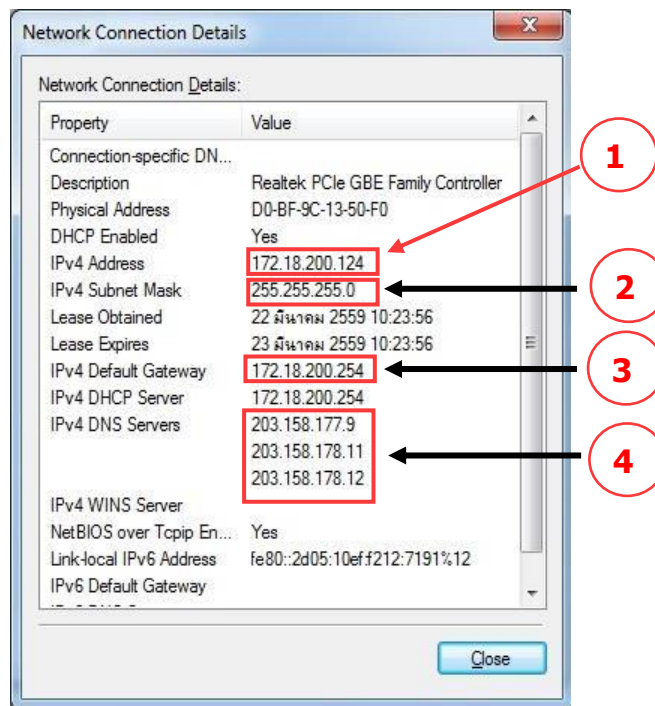 Network Connection Details
Network Connection Details:
Property Value
Connection-specific DN...
Description Realtek PCIe GBE Family Controller
Physical Address D0-BF-9C-13-50-F0
DHCP Enabled Yes
IPv4 Address 172.18.200.124
IPv4 Subnet Mask 255.255.255.0
Lease Obtained 22 มีนาคม 2559 10:23:56
Lease Expires 23 มีนาคม 2559 10:23:56
IPv4 Default Gateway 172.18.200.254
IPv4 DHCP Server 172.18.200.254
IPv4 DNS Servers 203.158.177.9
203.158.178.11
203.158.178.12
IPv4 WINS Server
NetBIOS over Tcpip En... Yes
Link-local IPv6 Address fe80::2d05:10ef:f212:7191%12
IPv6 Default Gateway
Close
1
2
3
4